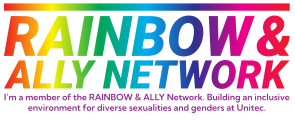 RAINBOW &
ALLY NETWORK
I'm a member of the RAINBOW & ALLY Network. Building an inclusive
environment for diverse sexualities and genders at Unitec.